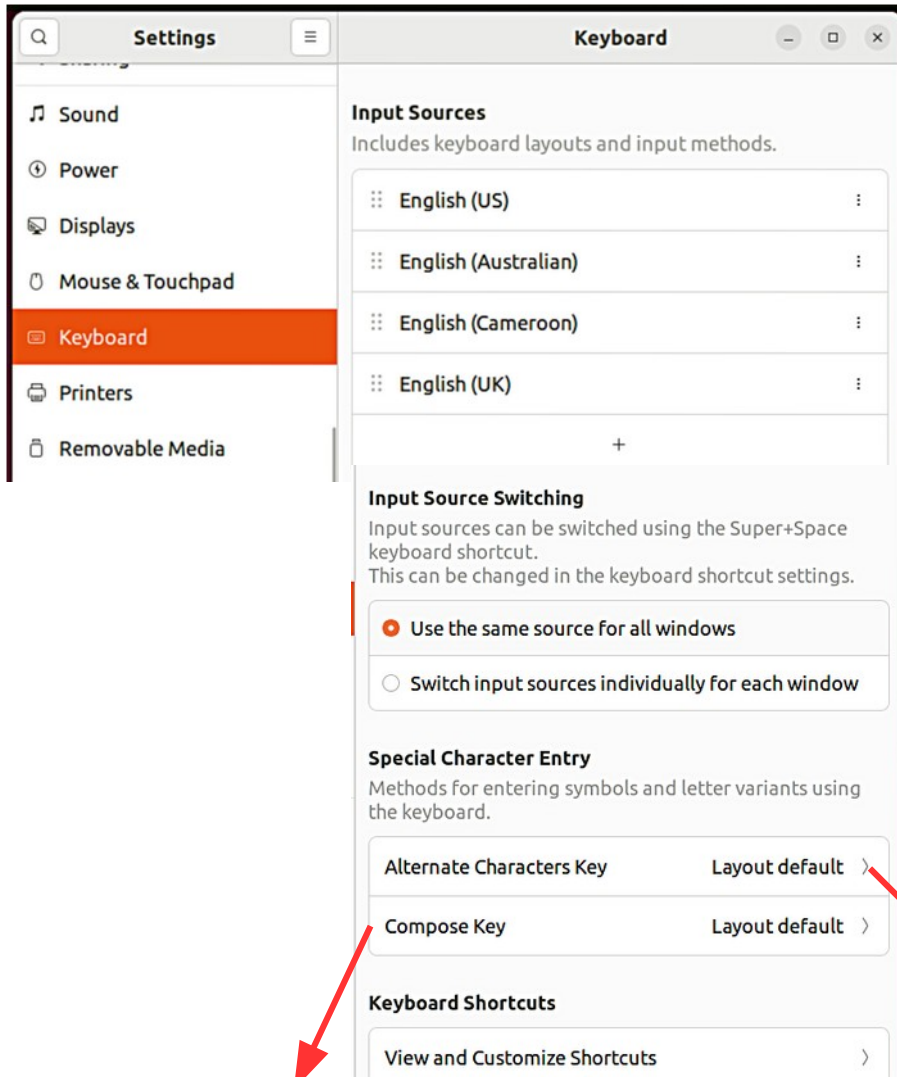 Settings
Keyboard
Sound
Power
Displays
Mouse & Touchpad
Keyboard
Printers
Removable Media
Input Sources
Includes keyboard layouts and input methods.
English (US)
English (Australian)
English (Cameroon)
English (UK)
+
Input Source Switching
Input sources can be switched using the Super+Space
keyboard shortcut.
This can be changed in the keyboard shortcut settings.
Use the same source for all windows
Switch input sources individually for each window
Special Character Entry
Methods for entering symbols and letter variants using
the keyboard.
Alternate Characters Key Layout default
Compose Key Layout default
Keyboard Shortcuts
View and Customize Shortcuts